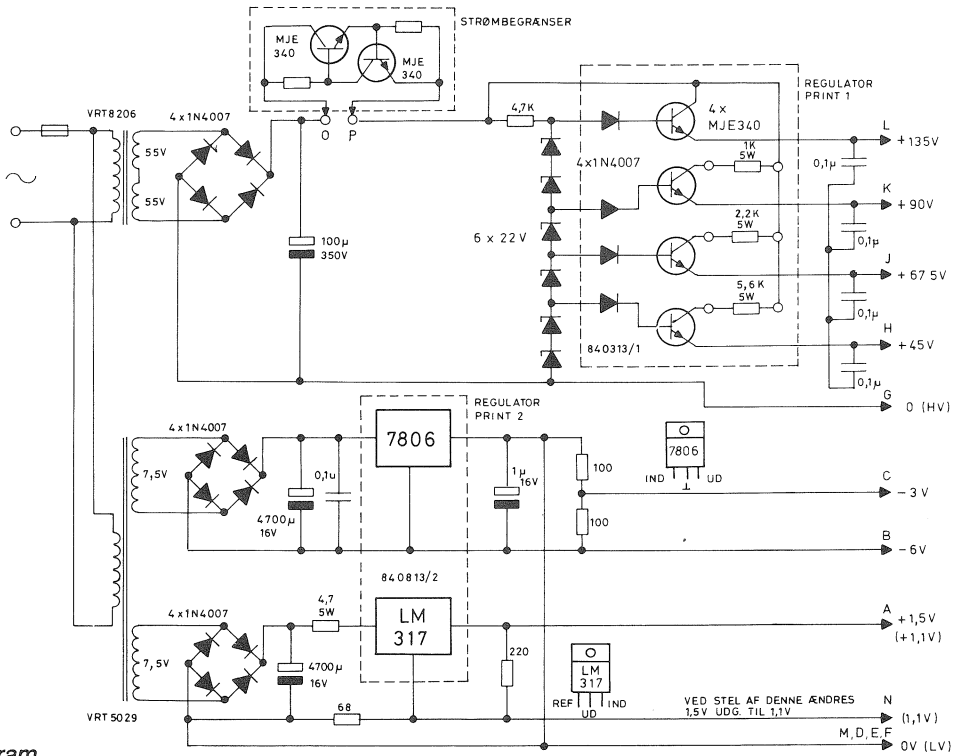 STRØMBEGRÆNSER
MJE
340
MJE
340
O
P
REGULATOR
PRINT 1
VRT8206
4x1N4007
55V
55V
100µ
350V
4,7K
4x1N4007
6 x 22V
4x
MJE340
1K
5W
2,2K
5W
5,6K
5W
840313/1
0,1µ
0,1µ
0,1µ
0,1µ
L
+135V
K
+90V
J
+67 5V
H
+45V
G
0 (HV)
4x1N4007
7,5V
4700µ
16V
0,1u
REGULATOR
PRINT 2
7806
1µ
16V
100
100
7806
IND
UD
C
-3V
B
-6V
840813/2
4x1N4007
7,5V
4700µ
16V
4,7
5W
LM
317
220
68
LM
317
REF
UD
IND
A
+1,5V
(+1,1V)
VED STEL AF DENNE ÆNDRES
1,5V UDG. TIL 1,1V
N
(1,1V)
M,D,E,F
0V (LV)
VRT5029
ram